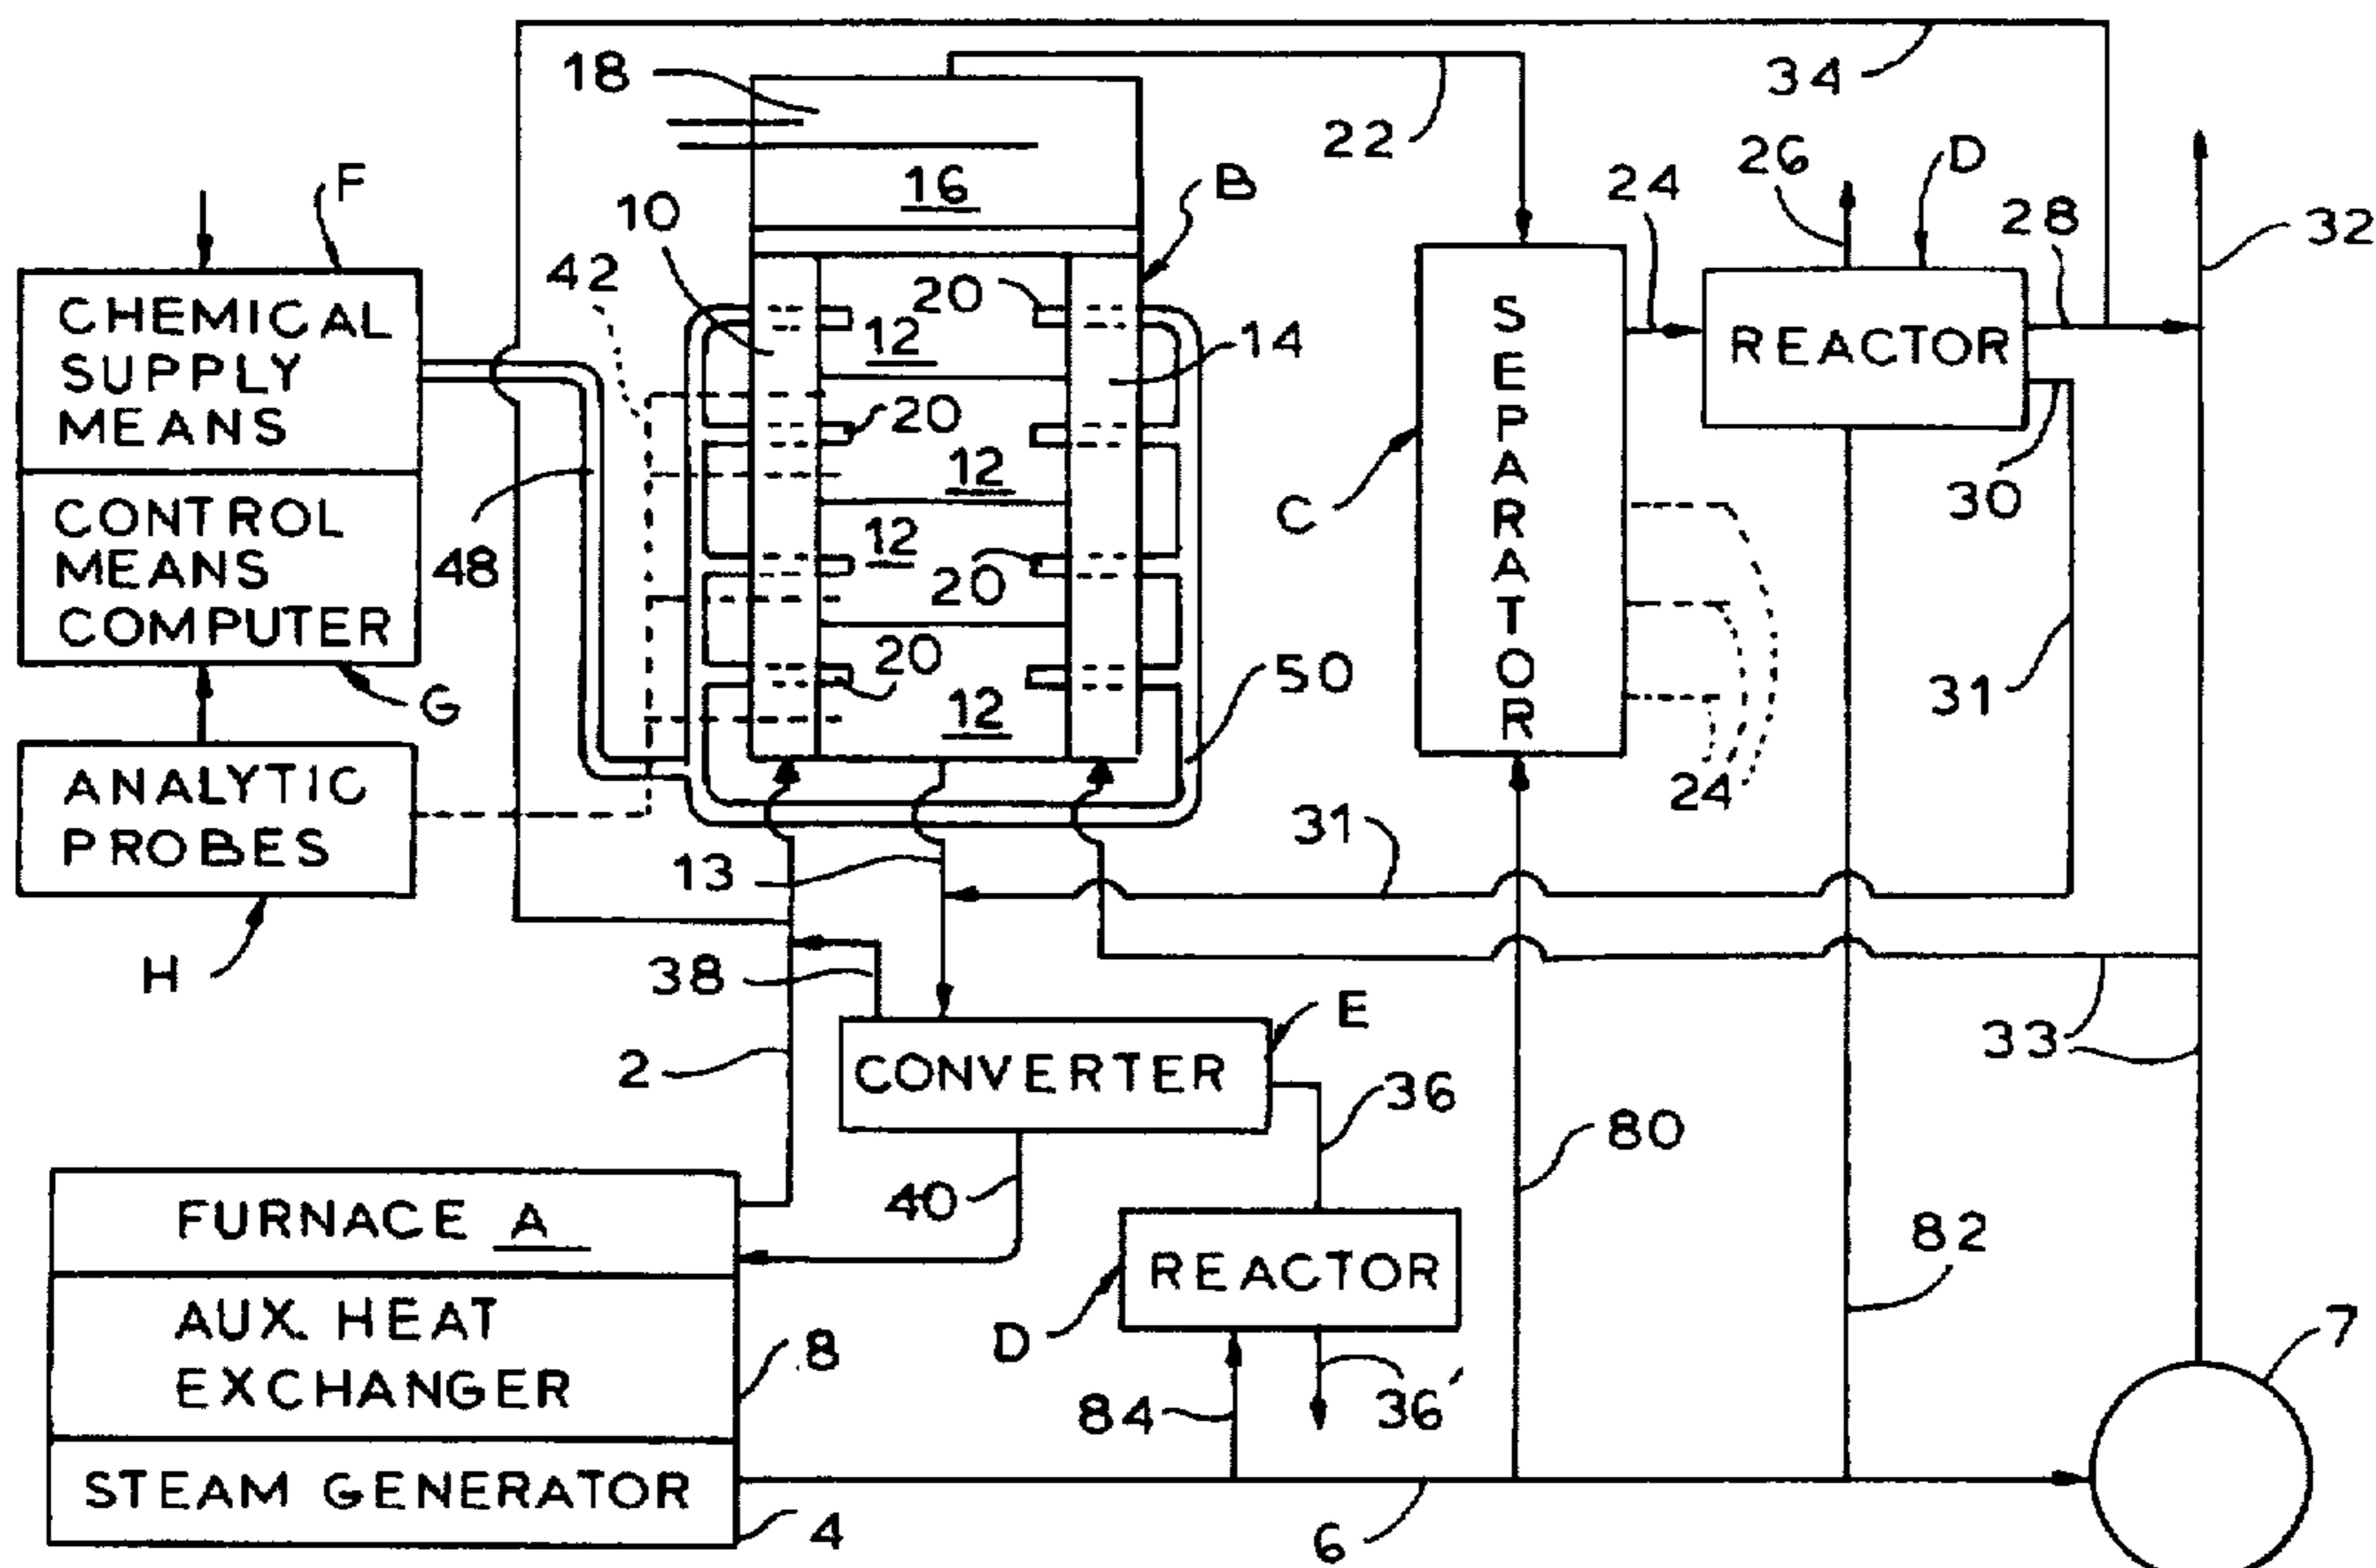 34
18
22
26
D
F
16
B
24
10
28
32
42
20
CHEMICAL
SUPPLY
MEANS
12
14
REACTOR
SEPARATOR
20
12
C
30
CONTROL
MEANS
COMPUTER
48
12
20
20
12
50
31
G
24
ANALYTIC
PROBES
31
13
H
38
E
33
2
CONVERTER
36
80
40
FURNACE A
82
REACTOR
D
AUX. HEAT
EXCHANGER
8
7
84
36'
STEAM GENERATOR
4
6